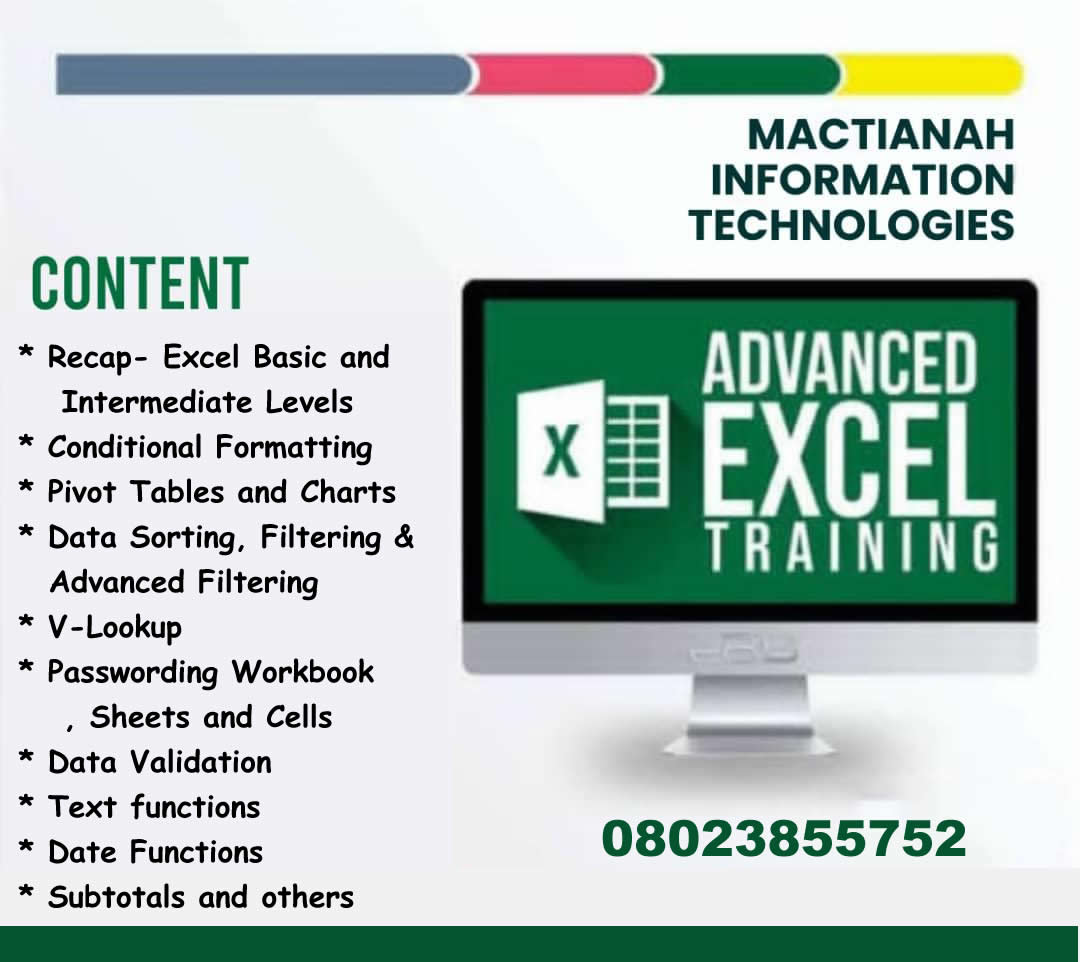 MACTIANAH
INFORMATION
TECHNOLOGIES
CONTENT
* Recap- Excel Basic and
Intermediate Levels
* Conditional Formatting
* Pivot Tables and Charts
* Data Sorting, Filtering &
Advanced Filtering
* V-Lookup
* Passwording Workbook
, Sheets and Cells
* Data Validation
* Text functions
* Date Functions
* Subtotals and others
X
ADVANCED
EXCEL
TRAINING
08023855752